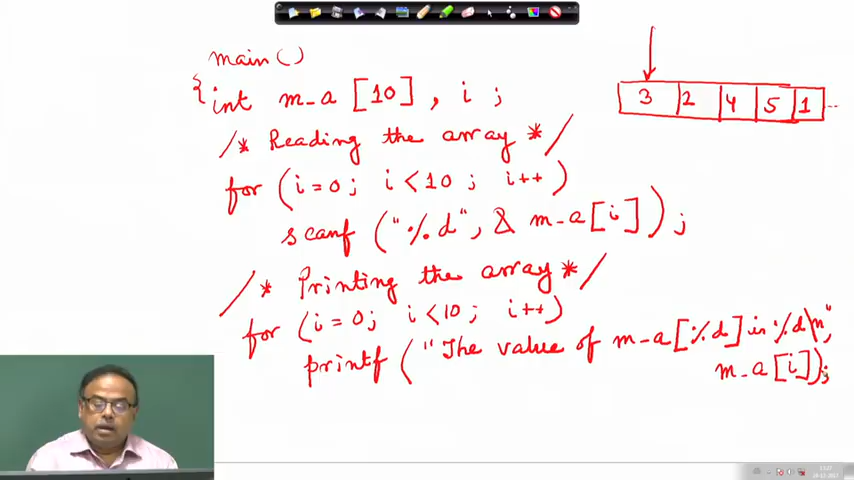 main()
{int m_a [10], i ;
3 2 4 5 1 ..
/* Reading the array */
for (i=0; i<10; i++)
scanf ("%d", & m_a[i]);
/* Printing the array */
for (i=0; i<10; i++)
printf ("The value of m_a[%d] is %d\n",
m_a[i]);